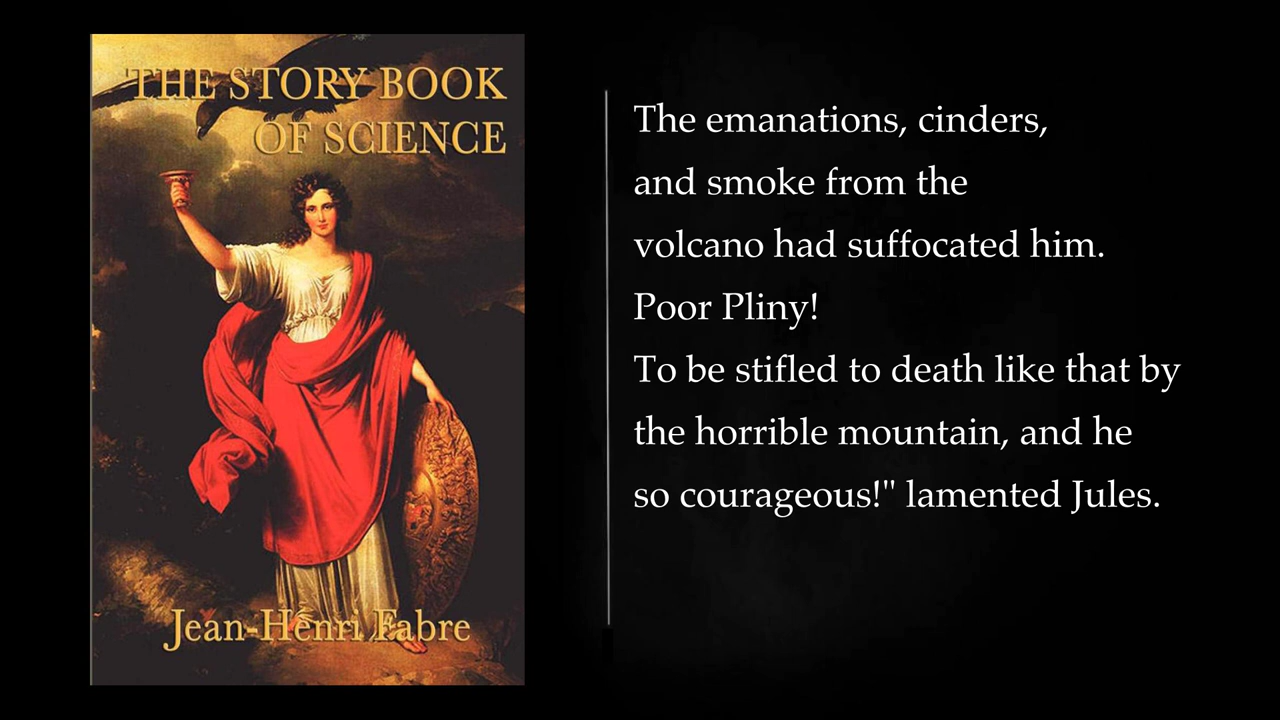 THE STORY BOOK
OF SCIENCE
Jean-Henri Fabre
The emanations, cinders,
and smoke from the
volcano had suffocated him.
Poor Pliny!
To be stifled to death like that by
the horrible mountain, and he
so courageous!" lamented Jules.